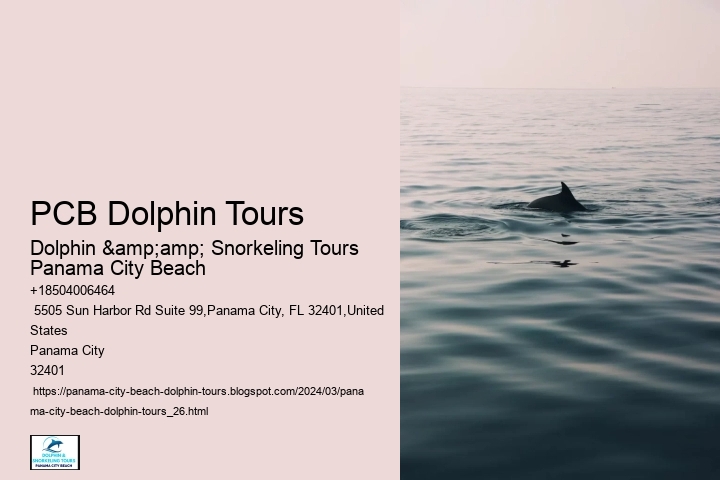 PCB Dolphin Tours
Dolphin &amp;amp; Snorkeling Tours
Panama City Beach
+18504006464
5505 Sun Harbor Rd Suite 99,Panama City, FL 32401,United
States
Panama City
32401
https://panama-city-beach-dolphin-tours.blogspot.com/2024/03/pana
ma-city-beach-dolphin-tours_26.html
DOLPHIN &
SNORKELING TOURS
PANAMA CITY BEACH